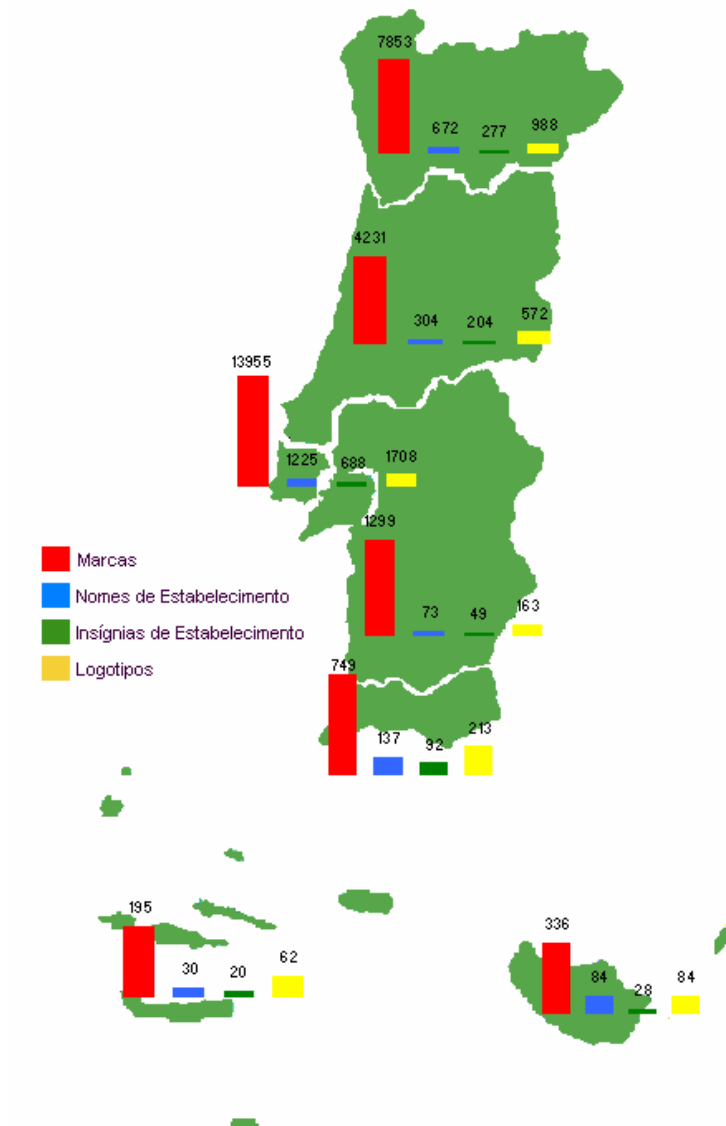 7853
672 277 988
4231
304 204 572
13955
1225 688 1708
1299
73 49 163
Marcas
Nomes de Estabelecimento
Insígnias de Estabelecimento
Logotipos
749
137 92 213
195
30 20 62
336
84 28 84